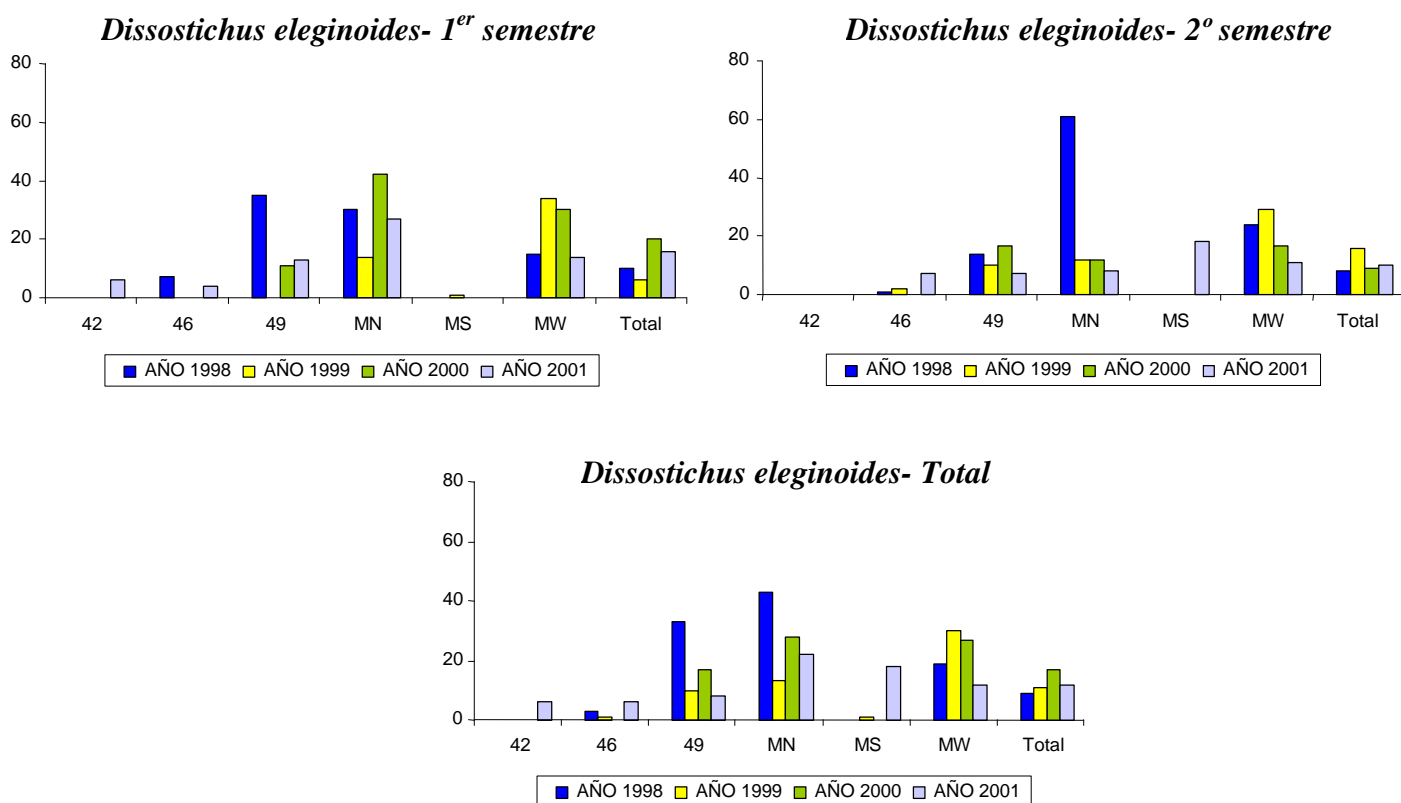 Dissostichus eleginoides- 1er semestre
80
60
40
20
0
42 46 49 MN MS MW Total
AÑO 1998 AÑO 1999 AÑO 2000 AÑO 2001
Dissostichus eleginoides- 2º semestre
80
60
40
20
0
42 46 49 MN MS MW Total
AÑO 1998 AÑO 1999 AÑO 2000 AÑO 2001
Dissostichus eleginoides- Total
80
60
40
20
0
42 46 49 MN MS MW Total
AÑO 1998 AÑO 1999 AÑO 2000 AÑO 2001